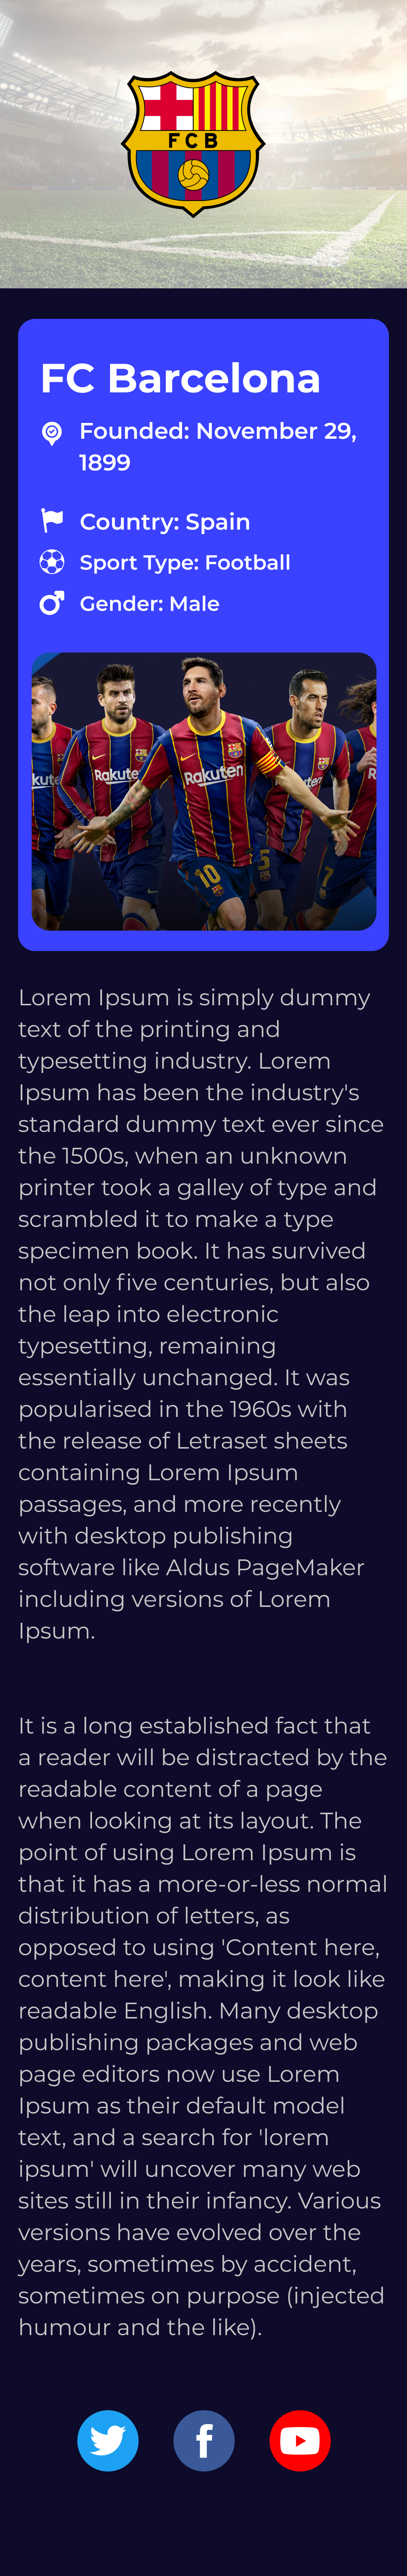 FCB
FC Barcelona
Founded: November 29,
1899
Country: Spain
Sport Type: Football
Gender: Male
Rakuten
Rakuten
10
5
7
Lorem Ipsum is simply dummy
text of the printing and
typesetting industry. Lorem
Ipsum has been the industry's
standard dummy text ever since
the 1500s, when an unknown
printer took a galley of type and
scrambled it to make a type
specimen book. It has survived
not only five centuries, but also
the leap into electronic
typesetting, remaining
essentially unchanged. It was
popularised in the 1960s with
the release of Letraset sheets
containing Lorem Ipsum
passages, and more recently
with desktop publishing
software like Aldus PageMaker
including versions of Lorem
Ipsum.
It is a long established fact that
a reader will be distracted by the
readable content of a page
when looking at its layout. The
point of using Lorem Ipsum is
that it has a more-or-less normal
distribution of letters, as
opposed to using 'Content here,
content here', making it look like
readable English. Many desktop
publishing packages and web
page editors now use Lorem
Ipsum as their default model
text, and a search for 'lorem
ipsum' will uncover many web
sites still in their infancy. Various
versions have evolved over the
years, sometimes by accident,
sometimes on purpose (injected
humour and the like).